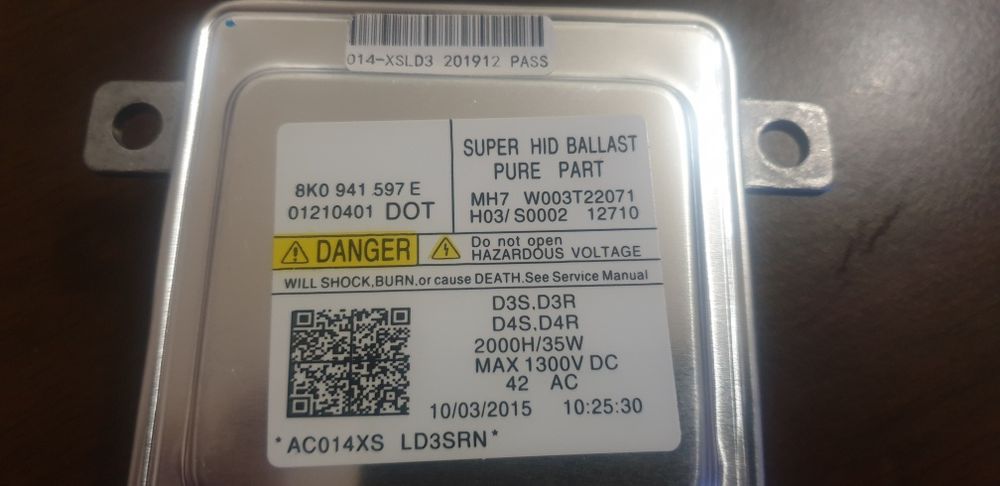 014-XSLD3 201912 PASS
8K0 941 597 E
01210401 DOT
SUPER HID BALLAST
PURE PART
MH7 W003T22071
H03/ S0002 12710
DANGER
Do not open
HAZARDOUS VOLTAGE
WILL SHOCK,BURN,or cause DEATH.See Service Manual
D3S,D3R
D4S,D4R
2000H/35W
MAX 1300V DC
42 AC
10/03/2015 10:25:30
*AC014XS LD3SRN*